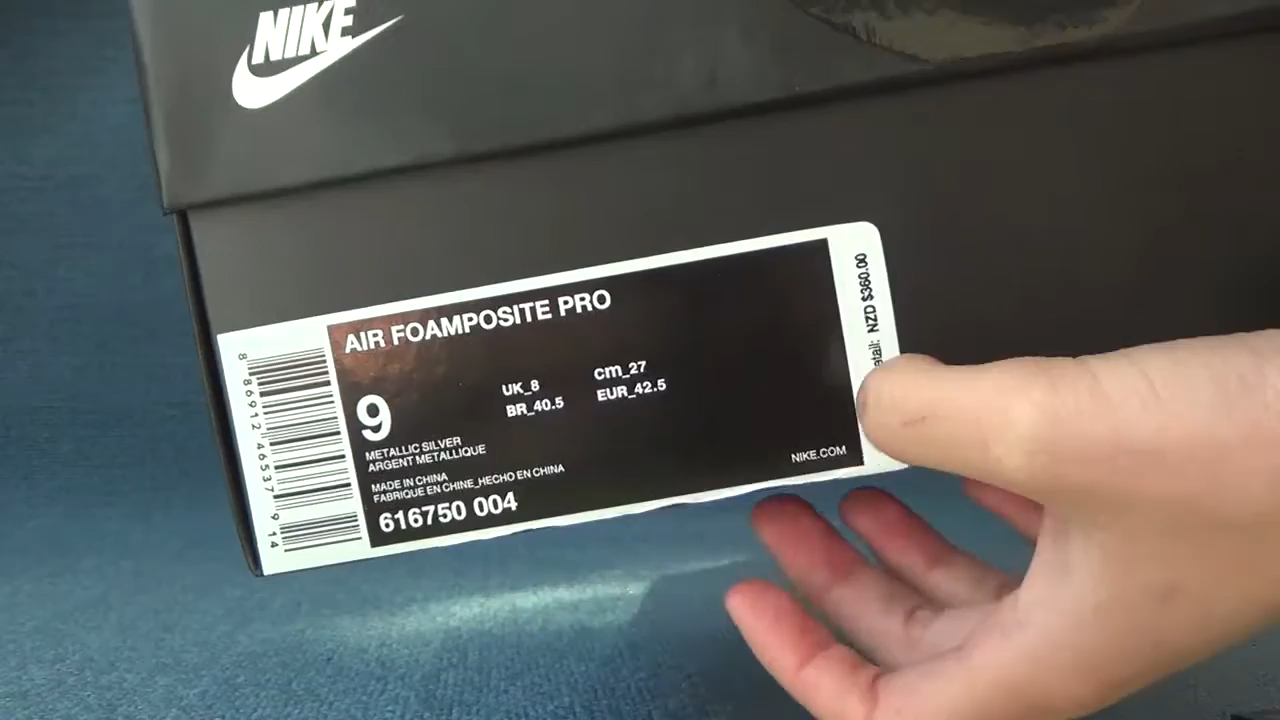 NIKE
AIR FOAMPOSITE PRO
9
UK_8
cm_27
BR_40.5
EUR_42.5
METALLIC SILVER
ARGENT METALLIQUE
MADE IN CHINA
FABRIQUE EN CHINE_HECHO EN CHINA
616750 004
NIKE.COM
8 86912 46537 9 14
NZD $360.00